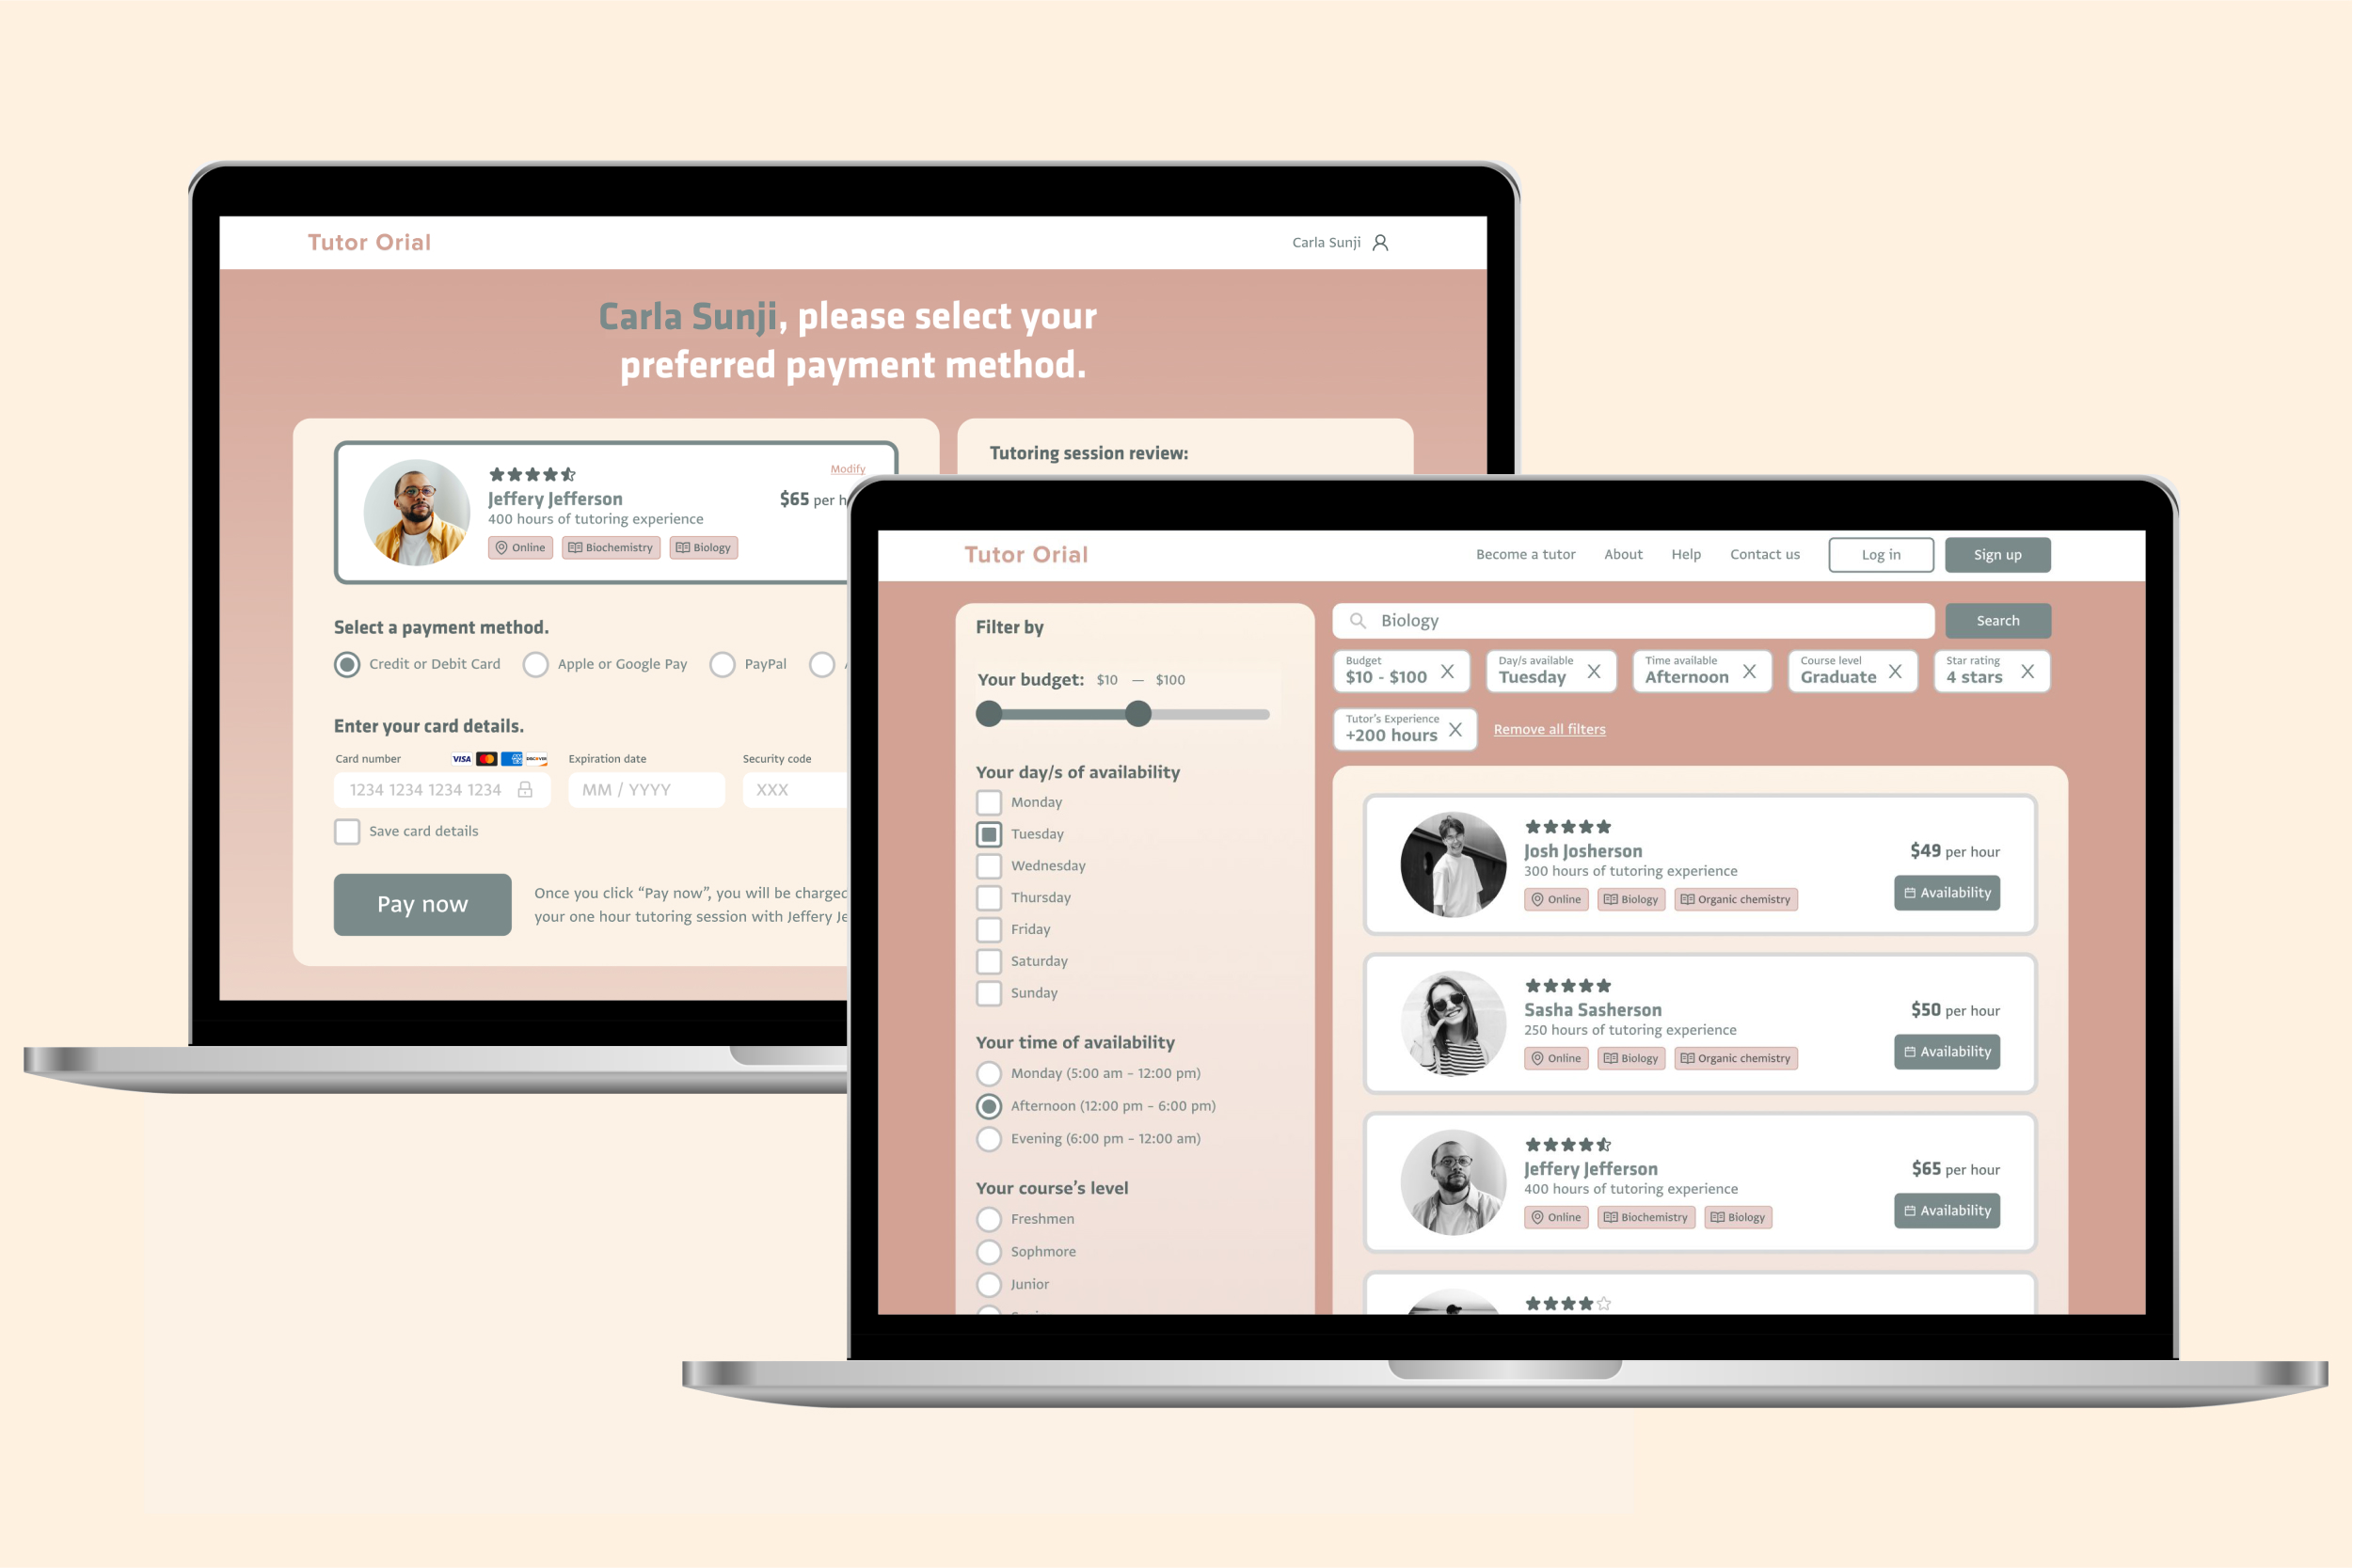 Tutor Orial
Carla Sunji
Carla Sunji, please select your
preferred payment method.
Modify
Jeffery Jefferson
$65 per h
400 hours of tutoring experience
Online
Biochemistry
Biology
Select a payment method.
Credit or Debit Card
Apple or Google Pay
PayPal
Enter your card details.
Card number
VISA
DISCOVER
Expiration date
Security code
1234 1234 1234 1234
MM / YYYY
XXX
Save card details
Pay now
Once you click “Pay now”, you will be charged
your one hour tutoring session with Jeffery Je
Tutoring session review:
Tutor Orial
Become a tutor
About
Help
Contact us
Log in
Sign up
Filter by
Your budget: $10 — $100
Your day/s of availability
Monday
Tuesday
Wednesday
Thursday
Friday
Saturday
Sunday
Your time of availability
Monday (5:00 am - 12:00 pm)
Afternoon (12:00 pm - 6:00 pm)
Evening (6:00 pm - 12:00 am)
Your course’s level
Freshmen
Sophmore
Junior
Biology
Search
Budget
$10 - $100 X
Day/s available
Tuesday X
Time available
Afternoon X
Course level
Graduate X
Star rating
4 stars X
Tutor’s Experience
+200 hours X
Remove all filters
Josh Josherson
300 hours of tutoring experience
Online
Biology
Organic chemistry
$49 per hour
Availability
Sasha Sasherson
250 hours of tutoring experience
Online
Biology
Organic chemistry
$50 per hour
Availability
Jeffery Jefferson
400 hours of tutoring experience
Online
Biochemistry
Biology
$65 per hour
Availability